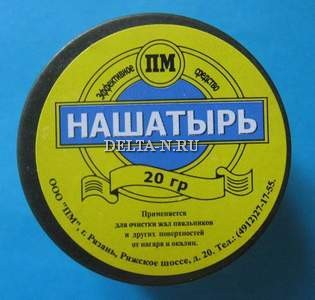 Эффективное ПМ средство
НАШАТЫРЬ
DELTA-N.RU
20 гр
Применяется
для очистки жал паяльников
и других поверхностей
от нагара и окалин.
ООО "ПМ", г. Рязань, Ряжское шоссе, д. 20. Тел.: (4912)27-17-55.